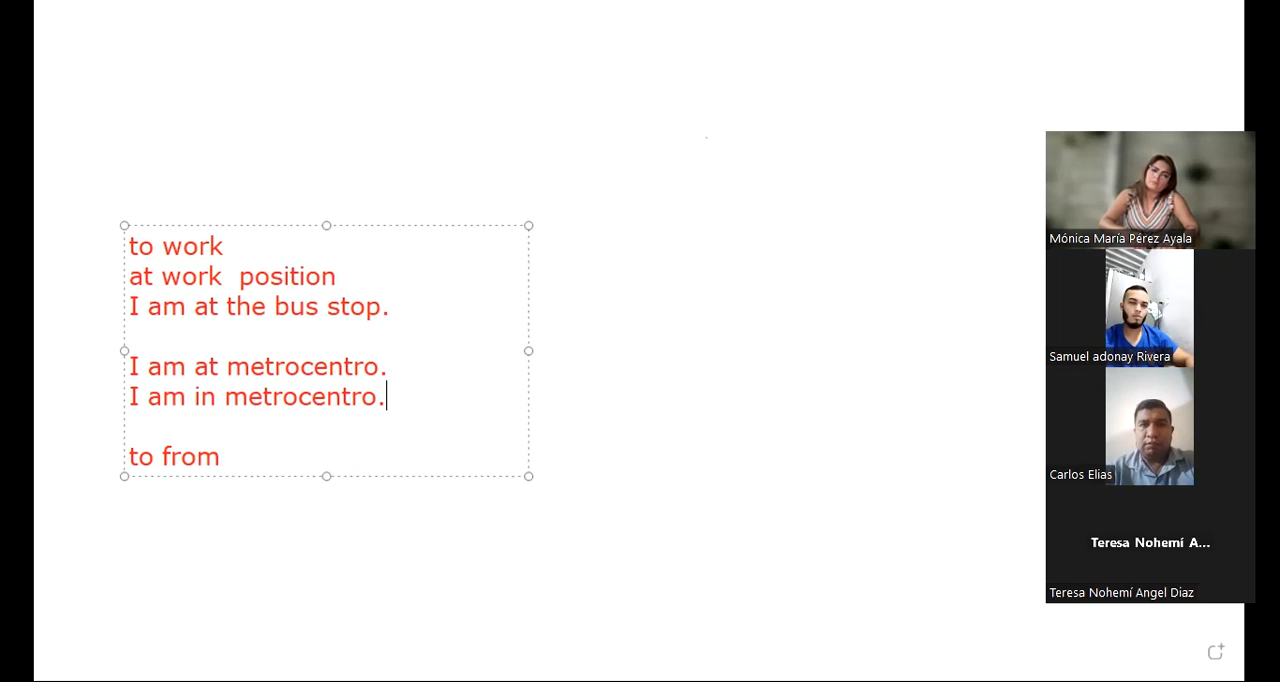 to work
at work  position
I am at the bus stop.
I am at metrocentro.
I am in metrocentro.
to from
Mónica María Pérez Ayala
Samuel adonay Rivera
Carlos Elias
Teresa Nohemí A...
Teresa Nohemí Angel Diaz